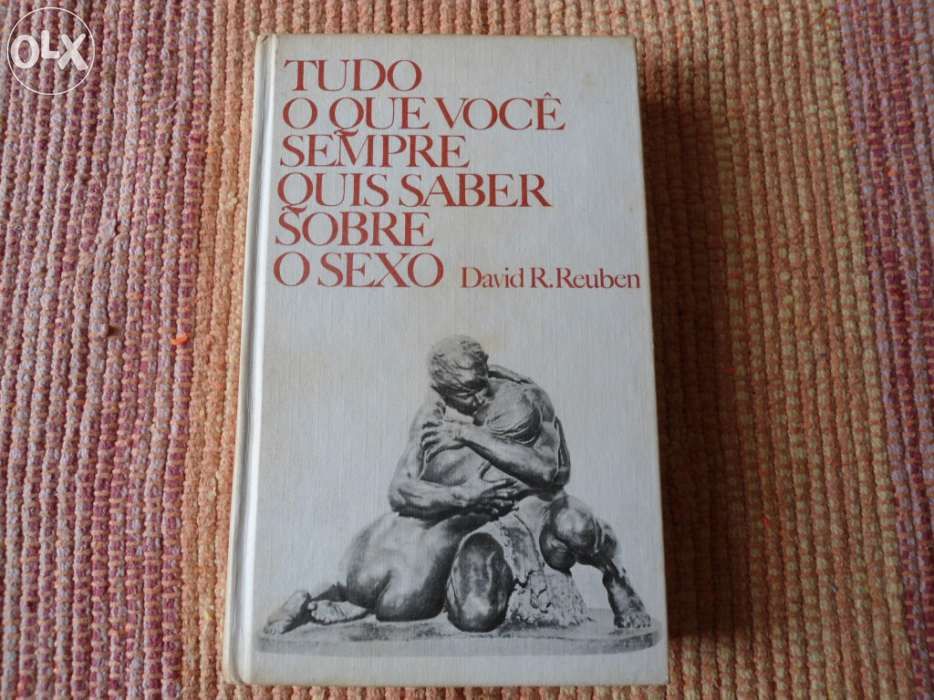 OLX
TUDO
O QUE VOCÊ
SEMPRE
QUIS SABER
SOBRE
O SEXO David R. Reuben